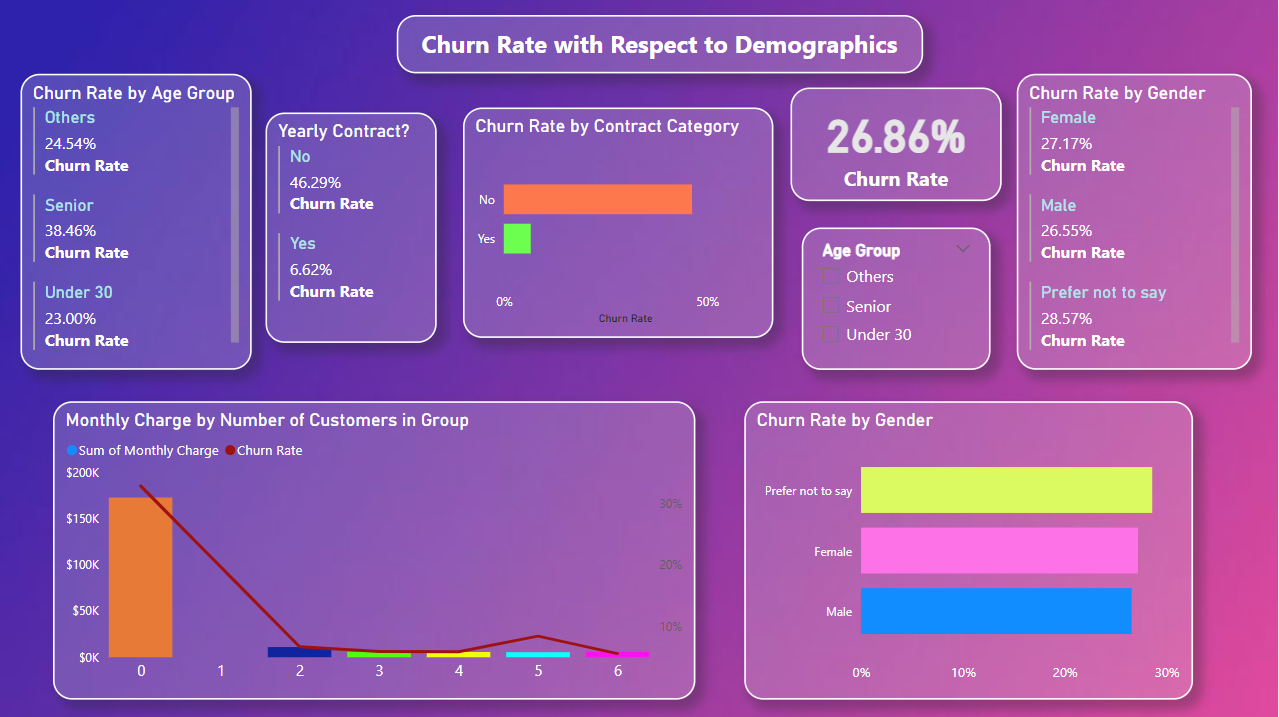 Churn Rate with Respect to Demographics
Churn Rate by Age Group
Others
24.54%
Churn Rate
Senior
38.46%
Churn Rate
Under 30
23.00%
Churn Rate
Yearly Contract?
No
46.29%
Churn Rate
Yes
6.62%
Churn Rate
Churn Rate by Contract Category
No
Yes
0% 50%
Churn Rate
26.86%
Churn Rate
Age Group
Others
Senior
Under 30
Churn Rate by Gender
Female
27.17%
Churn Rate
Male
26.55%
Churn Rate
Prefer not to say
28.57%
Churn Rate
Monthly Charge by Number of Customers in Group
Sum of Monthly Charge Churn Rate
$200K
$150K
$100K
$50K
$0K
30%
20%
10%
0 1 2 3 4 5 6
Churn Rate by Gender
Prefer not to say
Female
Male
0% 10% 20% 30%